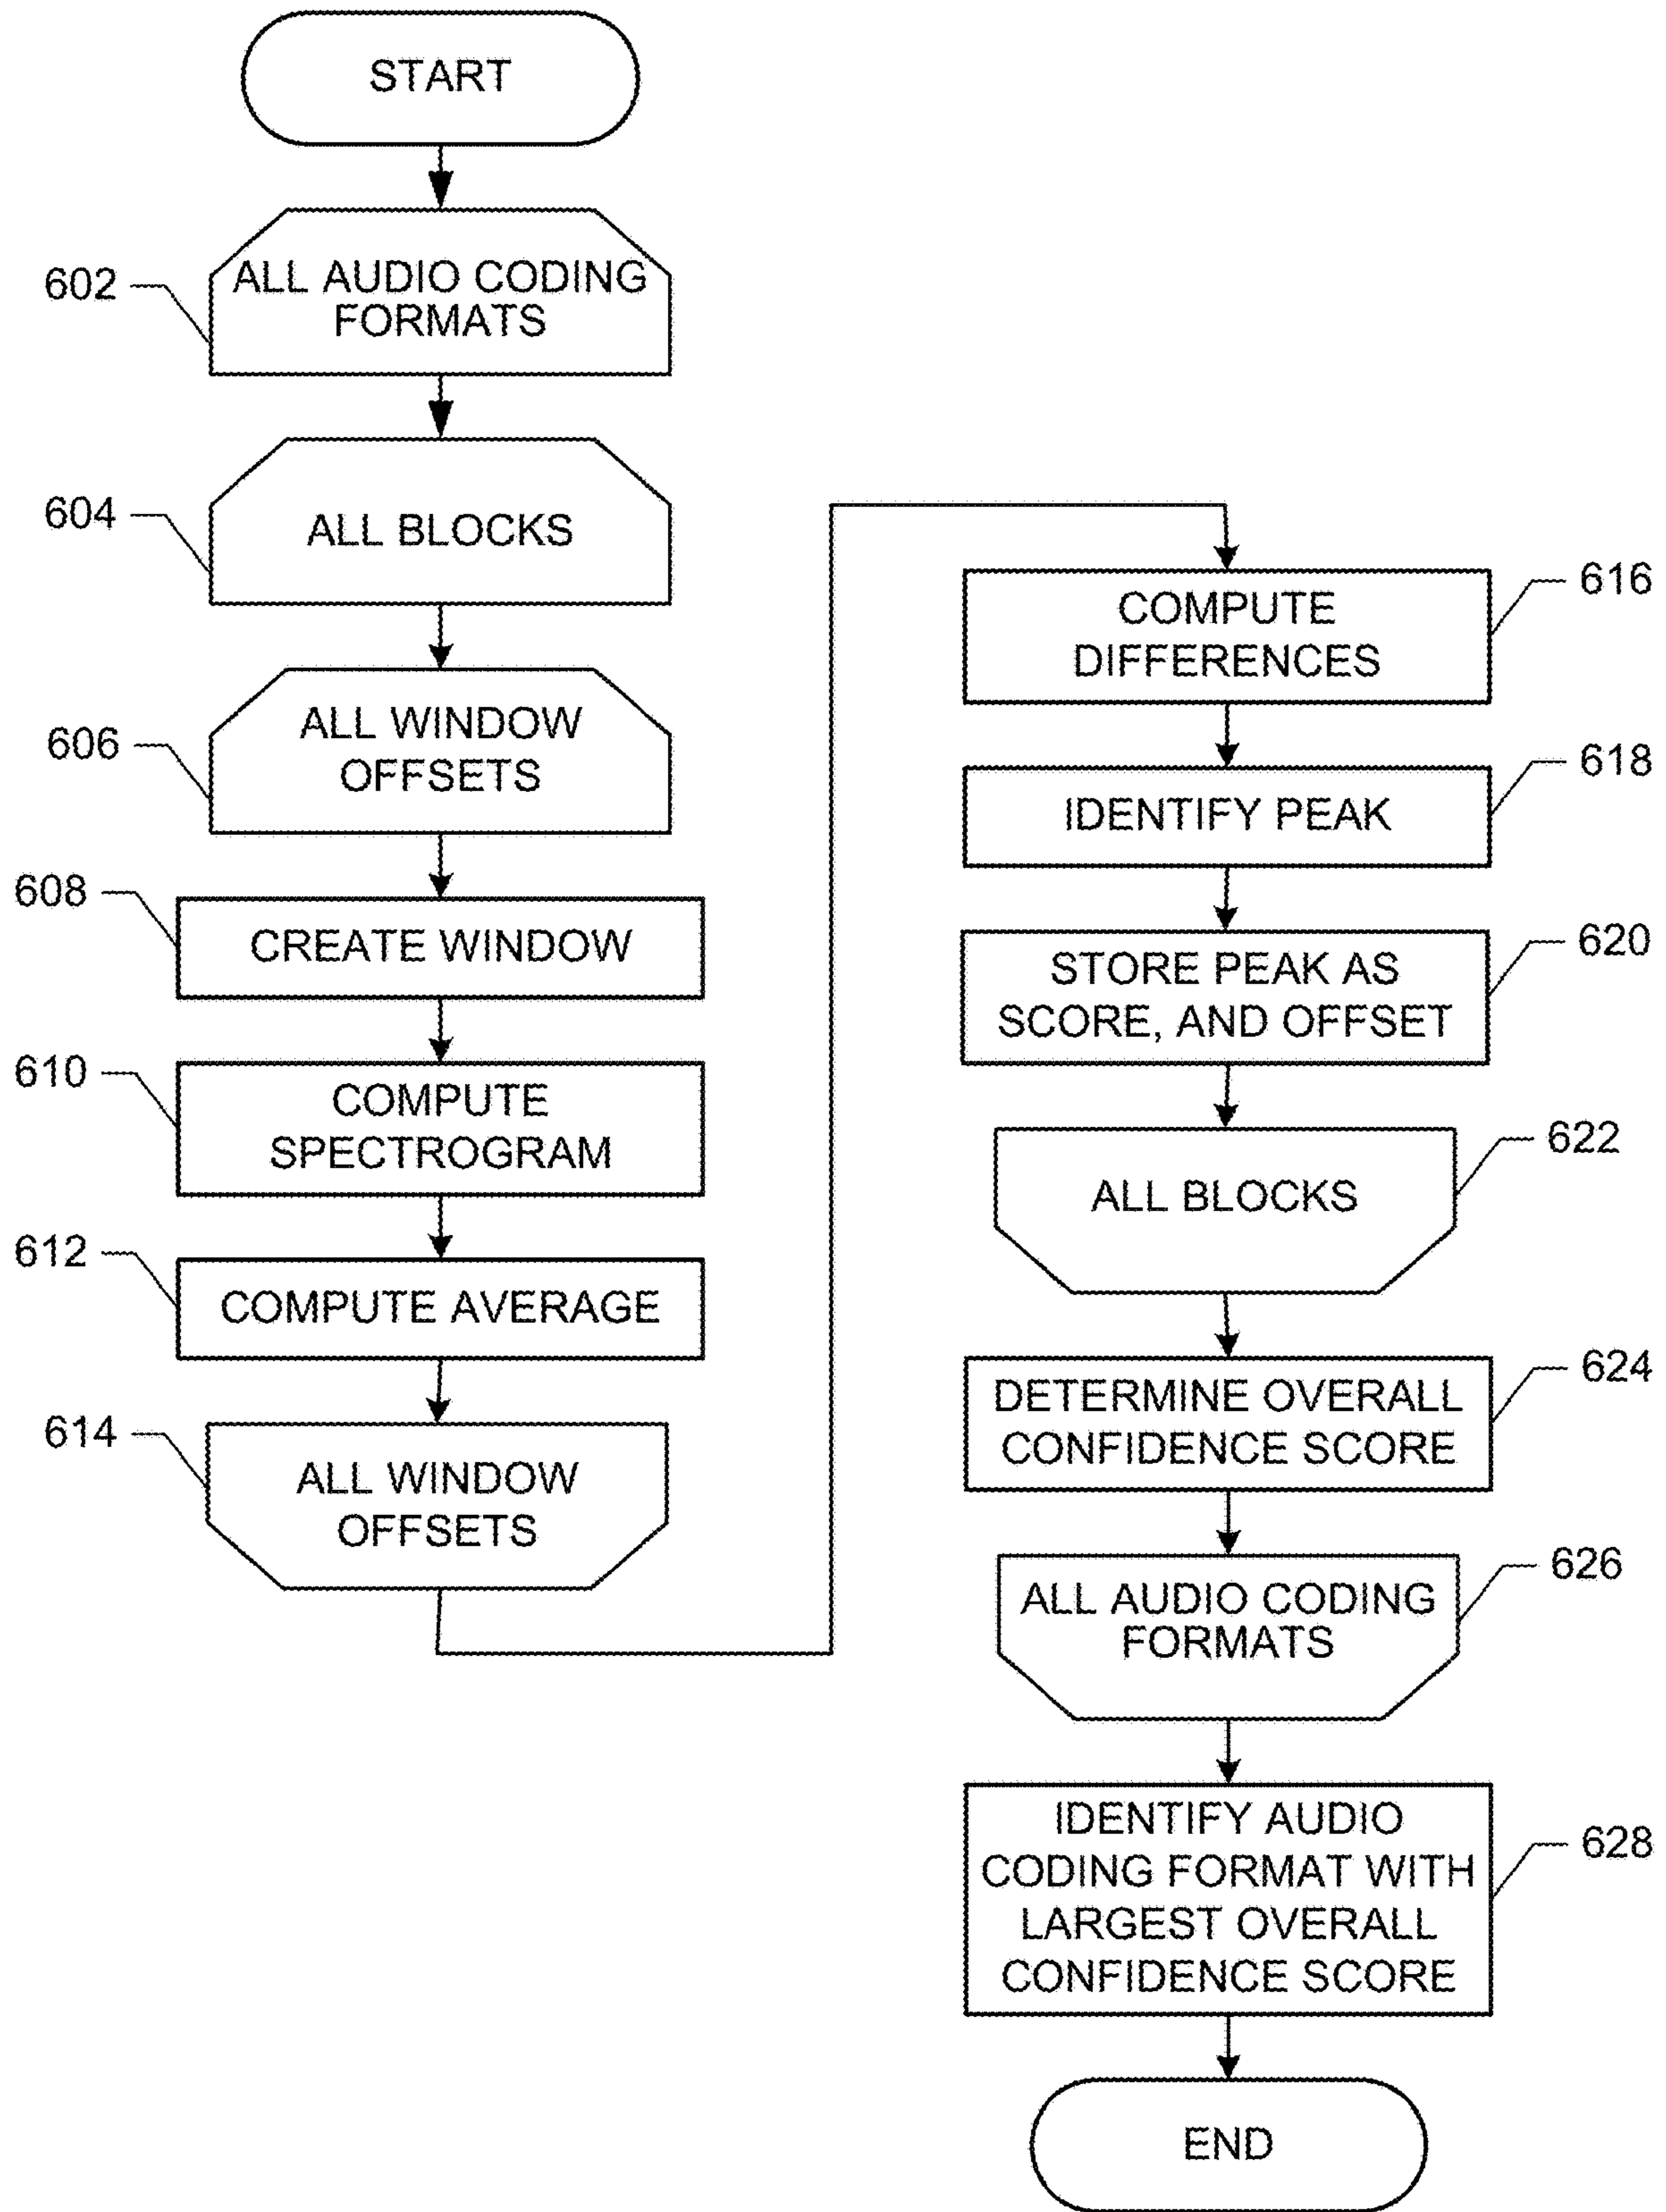 START
602
ALL AUDIO CODING
FORMATS
604
ALL BLOCKS
606
ALL WINDOW
OFFSETS
608
CREATE WINDOW
610
COMPUTE
SPECTROGRAM
612
COMPUTE AVERAGE
614
ALL WINDOW
OFFSETS
616
COMPUTE
DIFFERENCES
618
IDENTIFY PEAK
620
STORE PEAK AS
SCORE, AND OFFSET
622
ALL BLOCKS
624
DETERMINE OVERALL
CONFIDENCE SCORE
626
ALL AUDIO CODING
FORMATS
628
IDENTIFY AUDIO
CODING FORMAT WITH
LARGEST OVERALL
CONFIDENCE SCORE
END